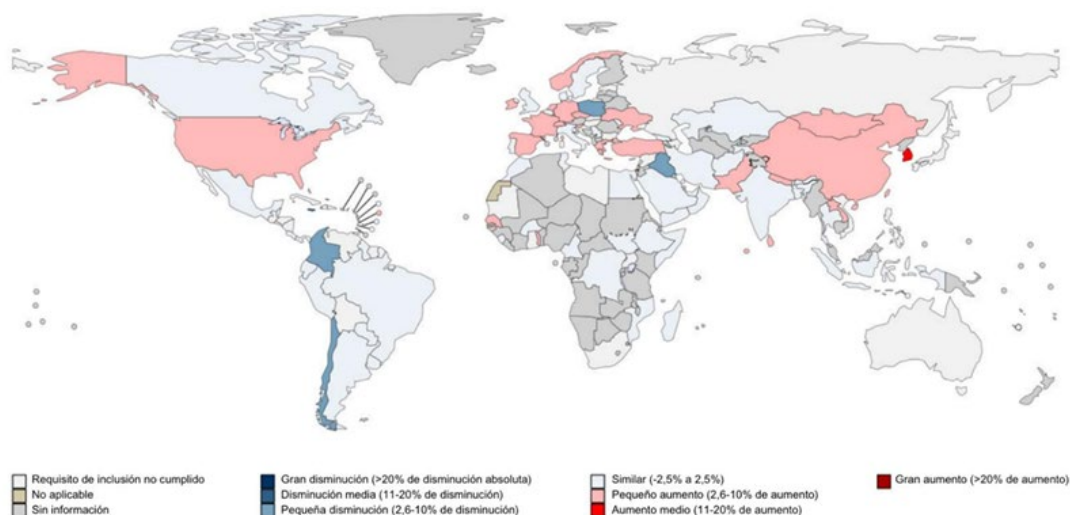 Requisito de inclusión no cumplido
No aplicable
Sin información
Gran disminución (>20% de disminución absoluta)
Disminución media (11-20% de disminución)
Pequeña disminución (2,6-10% de disminución)
Similar (-2,5% a 2,5%)
Pequeño aumento (2,6-10% de aumento)
Aumento medio (11-20% de aumento)
Gran aumento (>20% de aumento)